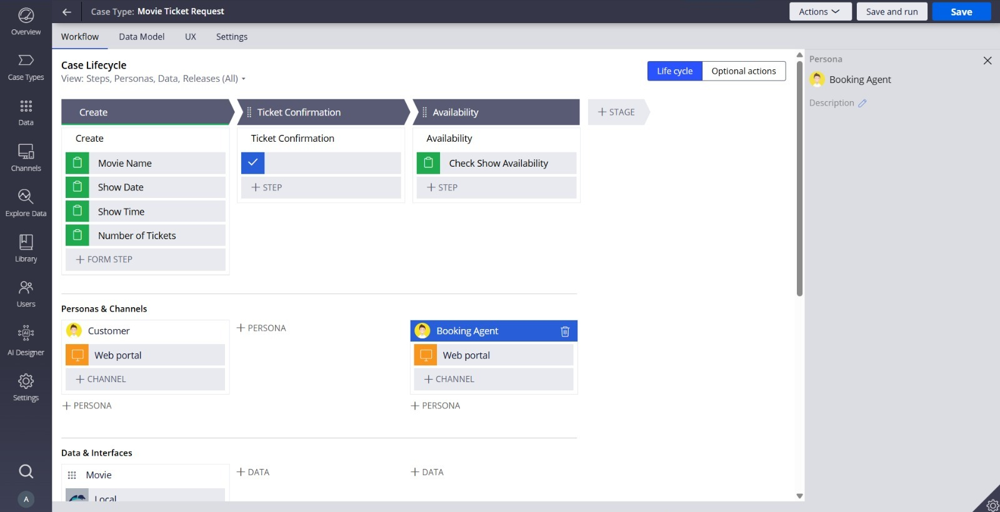 Overview
Case Types
Data
Channels
Explore Data
Library
Users
AI
AI Designer
Settings
A
Case Type: Movie Ticket Request
Actions
Save and run
Save
Workflow
Data Model
UX
Settings
Case Lifecycle
View: Steps, Personas, Data, Releases (All)
Life cycle
Optional actions
Create
Ticket Confirmation
Availability
+ STAGE
Create
Movie Name
Show Date
Show Time
Number of Tickets
+ FORM STEP
Ticket Confirmation
+ STEP
Availability
Check Show Availability
+ STEP
Personas & Channels
Customer
Web portal
+ CHANNEL
+ PERSONA
+ PERSONA
Booking Agent
Web portal
+ CHANNEL
+ PERSONA
Data & Interfaces
Movie
Local
+ DATA
+ DATA
Persona
Booking Agent
Description